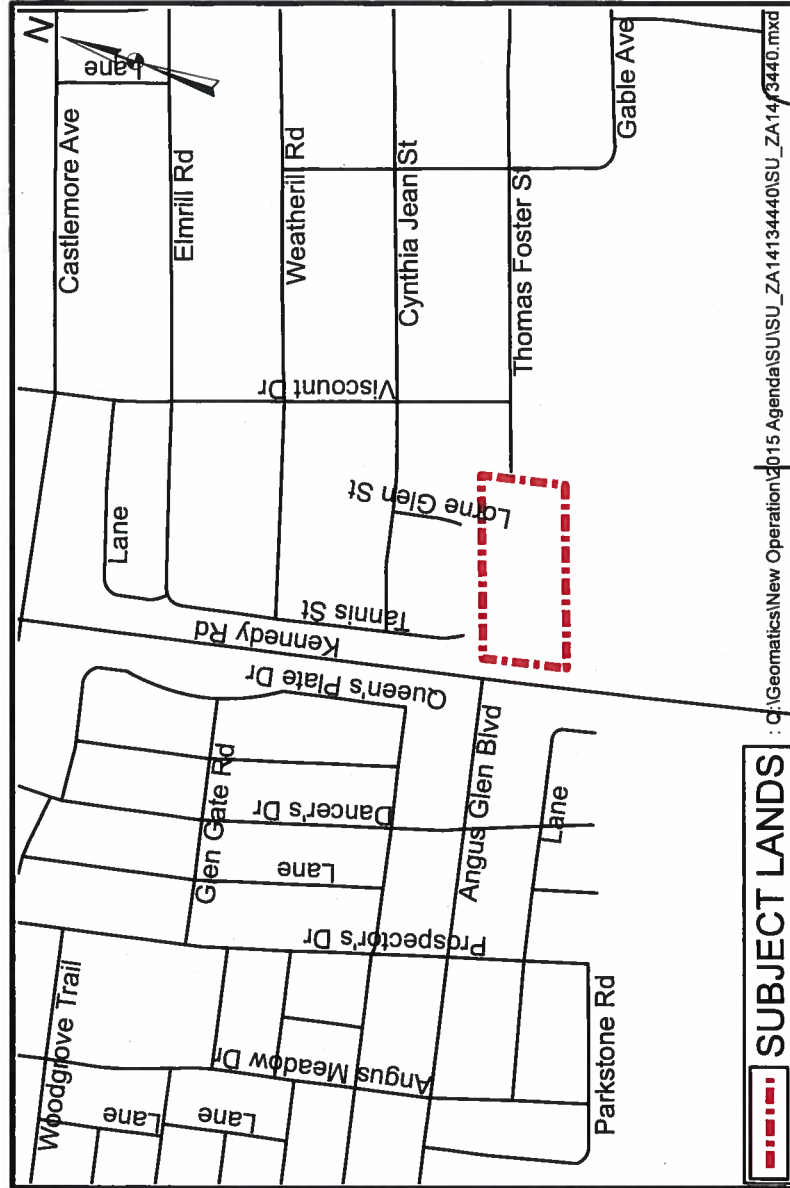 N
Castlemore Ave
Lane
Elmrill Rd
Weatherill Rd
Cynthia Jean St
Gable Ave
Thomas Foster St
Viscount Dr
Lane
Lorne Glen St
Tannis St
Kennedy Rd
Queen's Plate Dr
Glen Gate Rd
Dancer's Dr
Lane
Angus Glen Blvd
Lane
Prospector's Dr
Woodgrove Trail
Angus Meadow Dr
Lane
Lane
Parkstone Rd
SUBJECT LANDS
: Q:\Geomatics\New Operation\2015 Agenda\SU\SU_ZA14134440\SU_ZA1413440.mxd